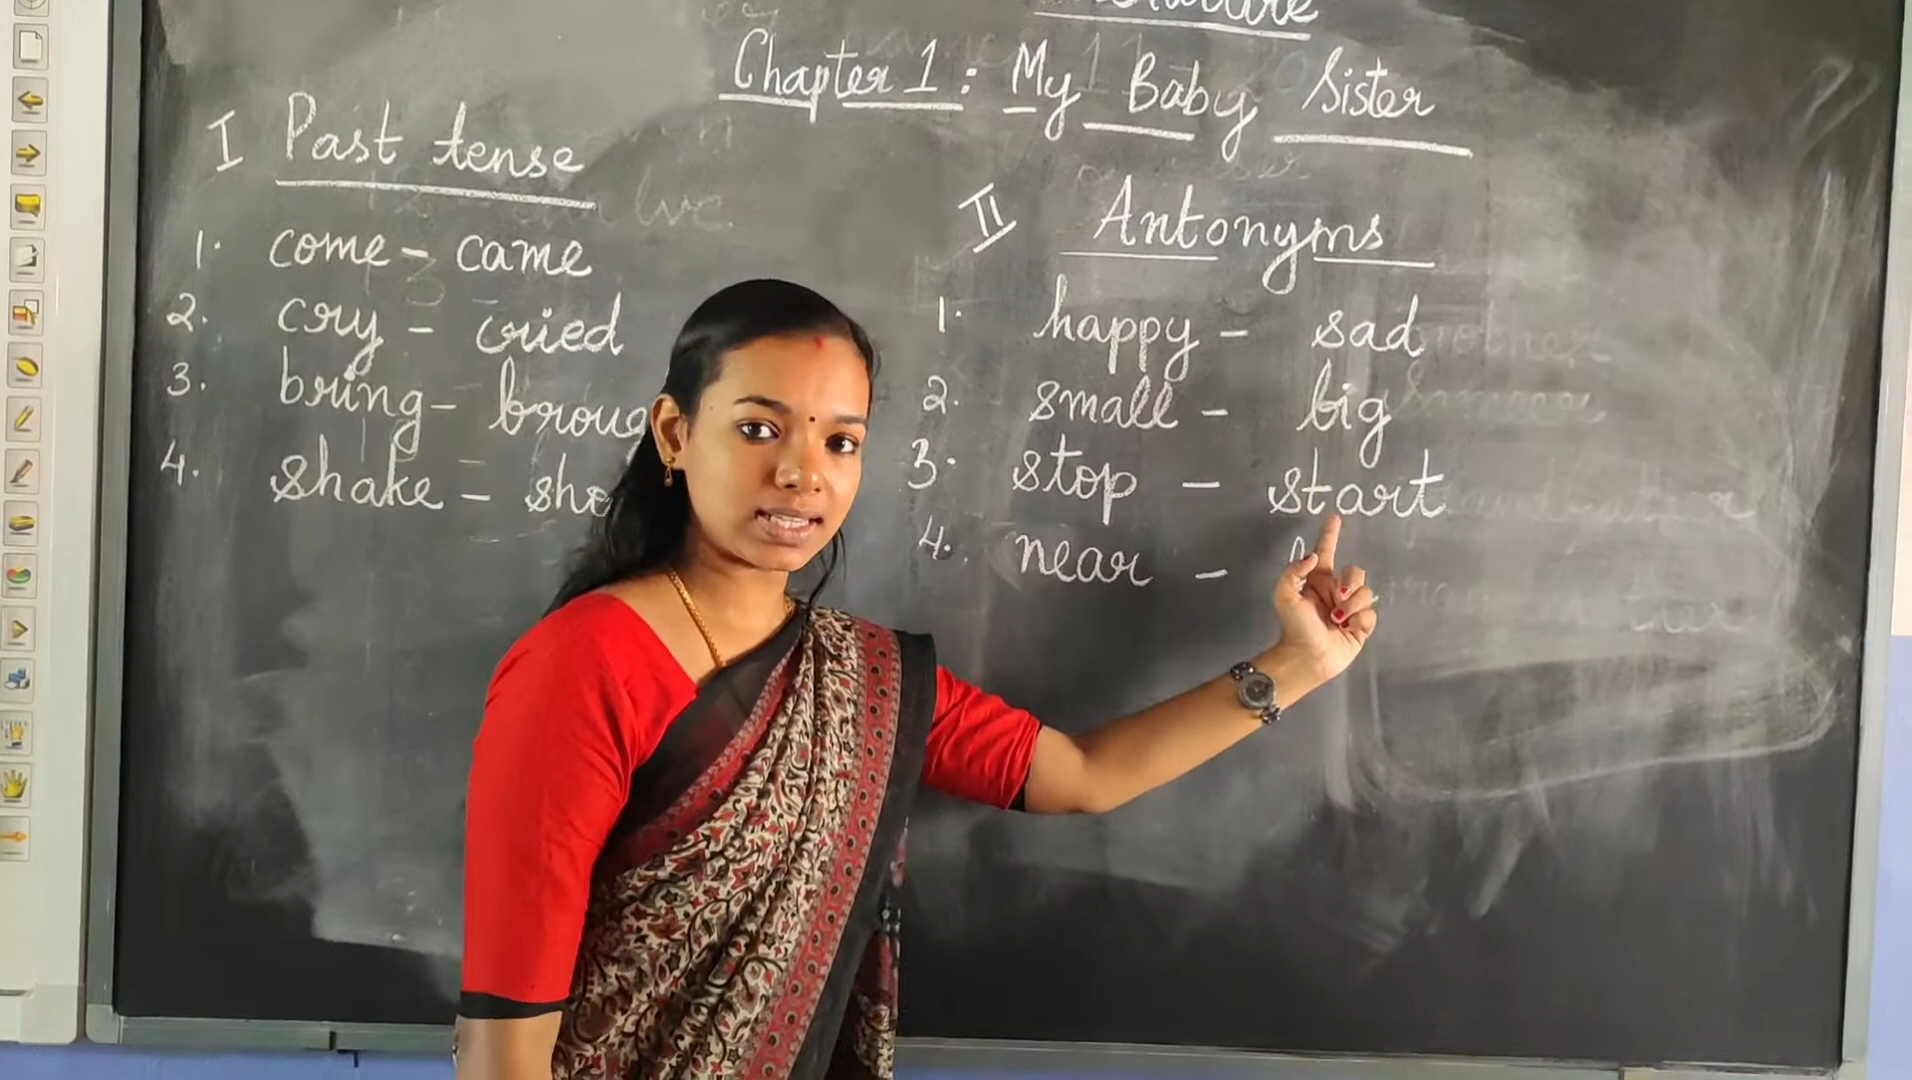 Chapter 1 : My Baby Sister
I Past tense
1. come - came
2. cry - cried
3. bring - broug
4. shake - sho
II Antonyms
1. happy - sad
2. small - big
3. stop - start
4. near -